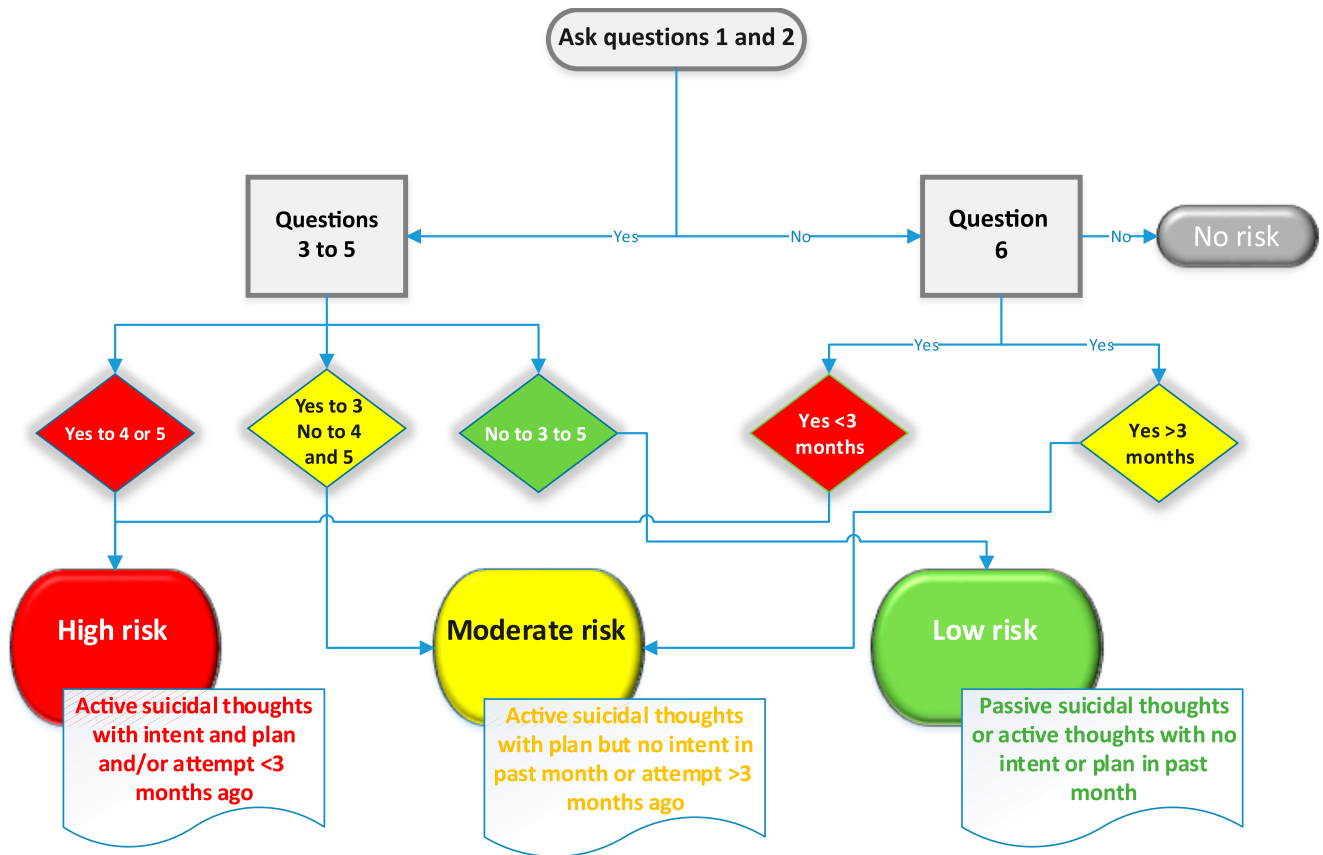 Ask questions 1 and 2
Questions
3 to 5
Question
6
No risk
Yes
No
No
Yes
Yes
Yes to 4 or 5
Yes to 3
No to 4
and 5
No to 3 to 5
Yes <3
months
Yes >3
months
High risk
Moderate risk
Low risk
Active suicidal thoughts
with intent and plan
and/or attempt <3
months ago
Active suicidal thoughts
with plan but no intent in
past month or attempt >3
months ago
Passive suicidal thoughts
or active thoughts with no
intent or plan in past
month